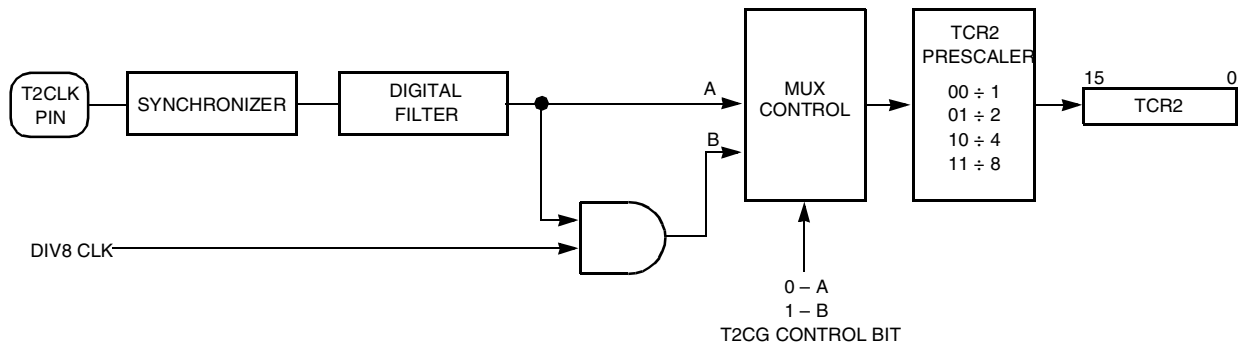 T2CLK
PIN
SYNCHRONIZER
DIGITAL
FILTER
A
B
DIV8 CLK
MUX
CONTROL
0 – A
1 – B
T2CG CONTROL BIT
TCR2
PRESCALER
00 ÷ 1
01 ÷ 2
10 ÷ 4
11 ÷ 8
15 0
TCR2